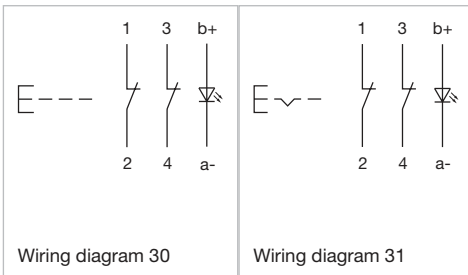 1 3 b+
2 4 a-
Wiring diagram 30
1 3 b+
2 4 a-
Wiring diagram 31